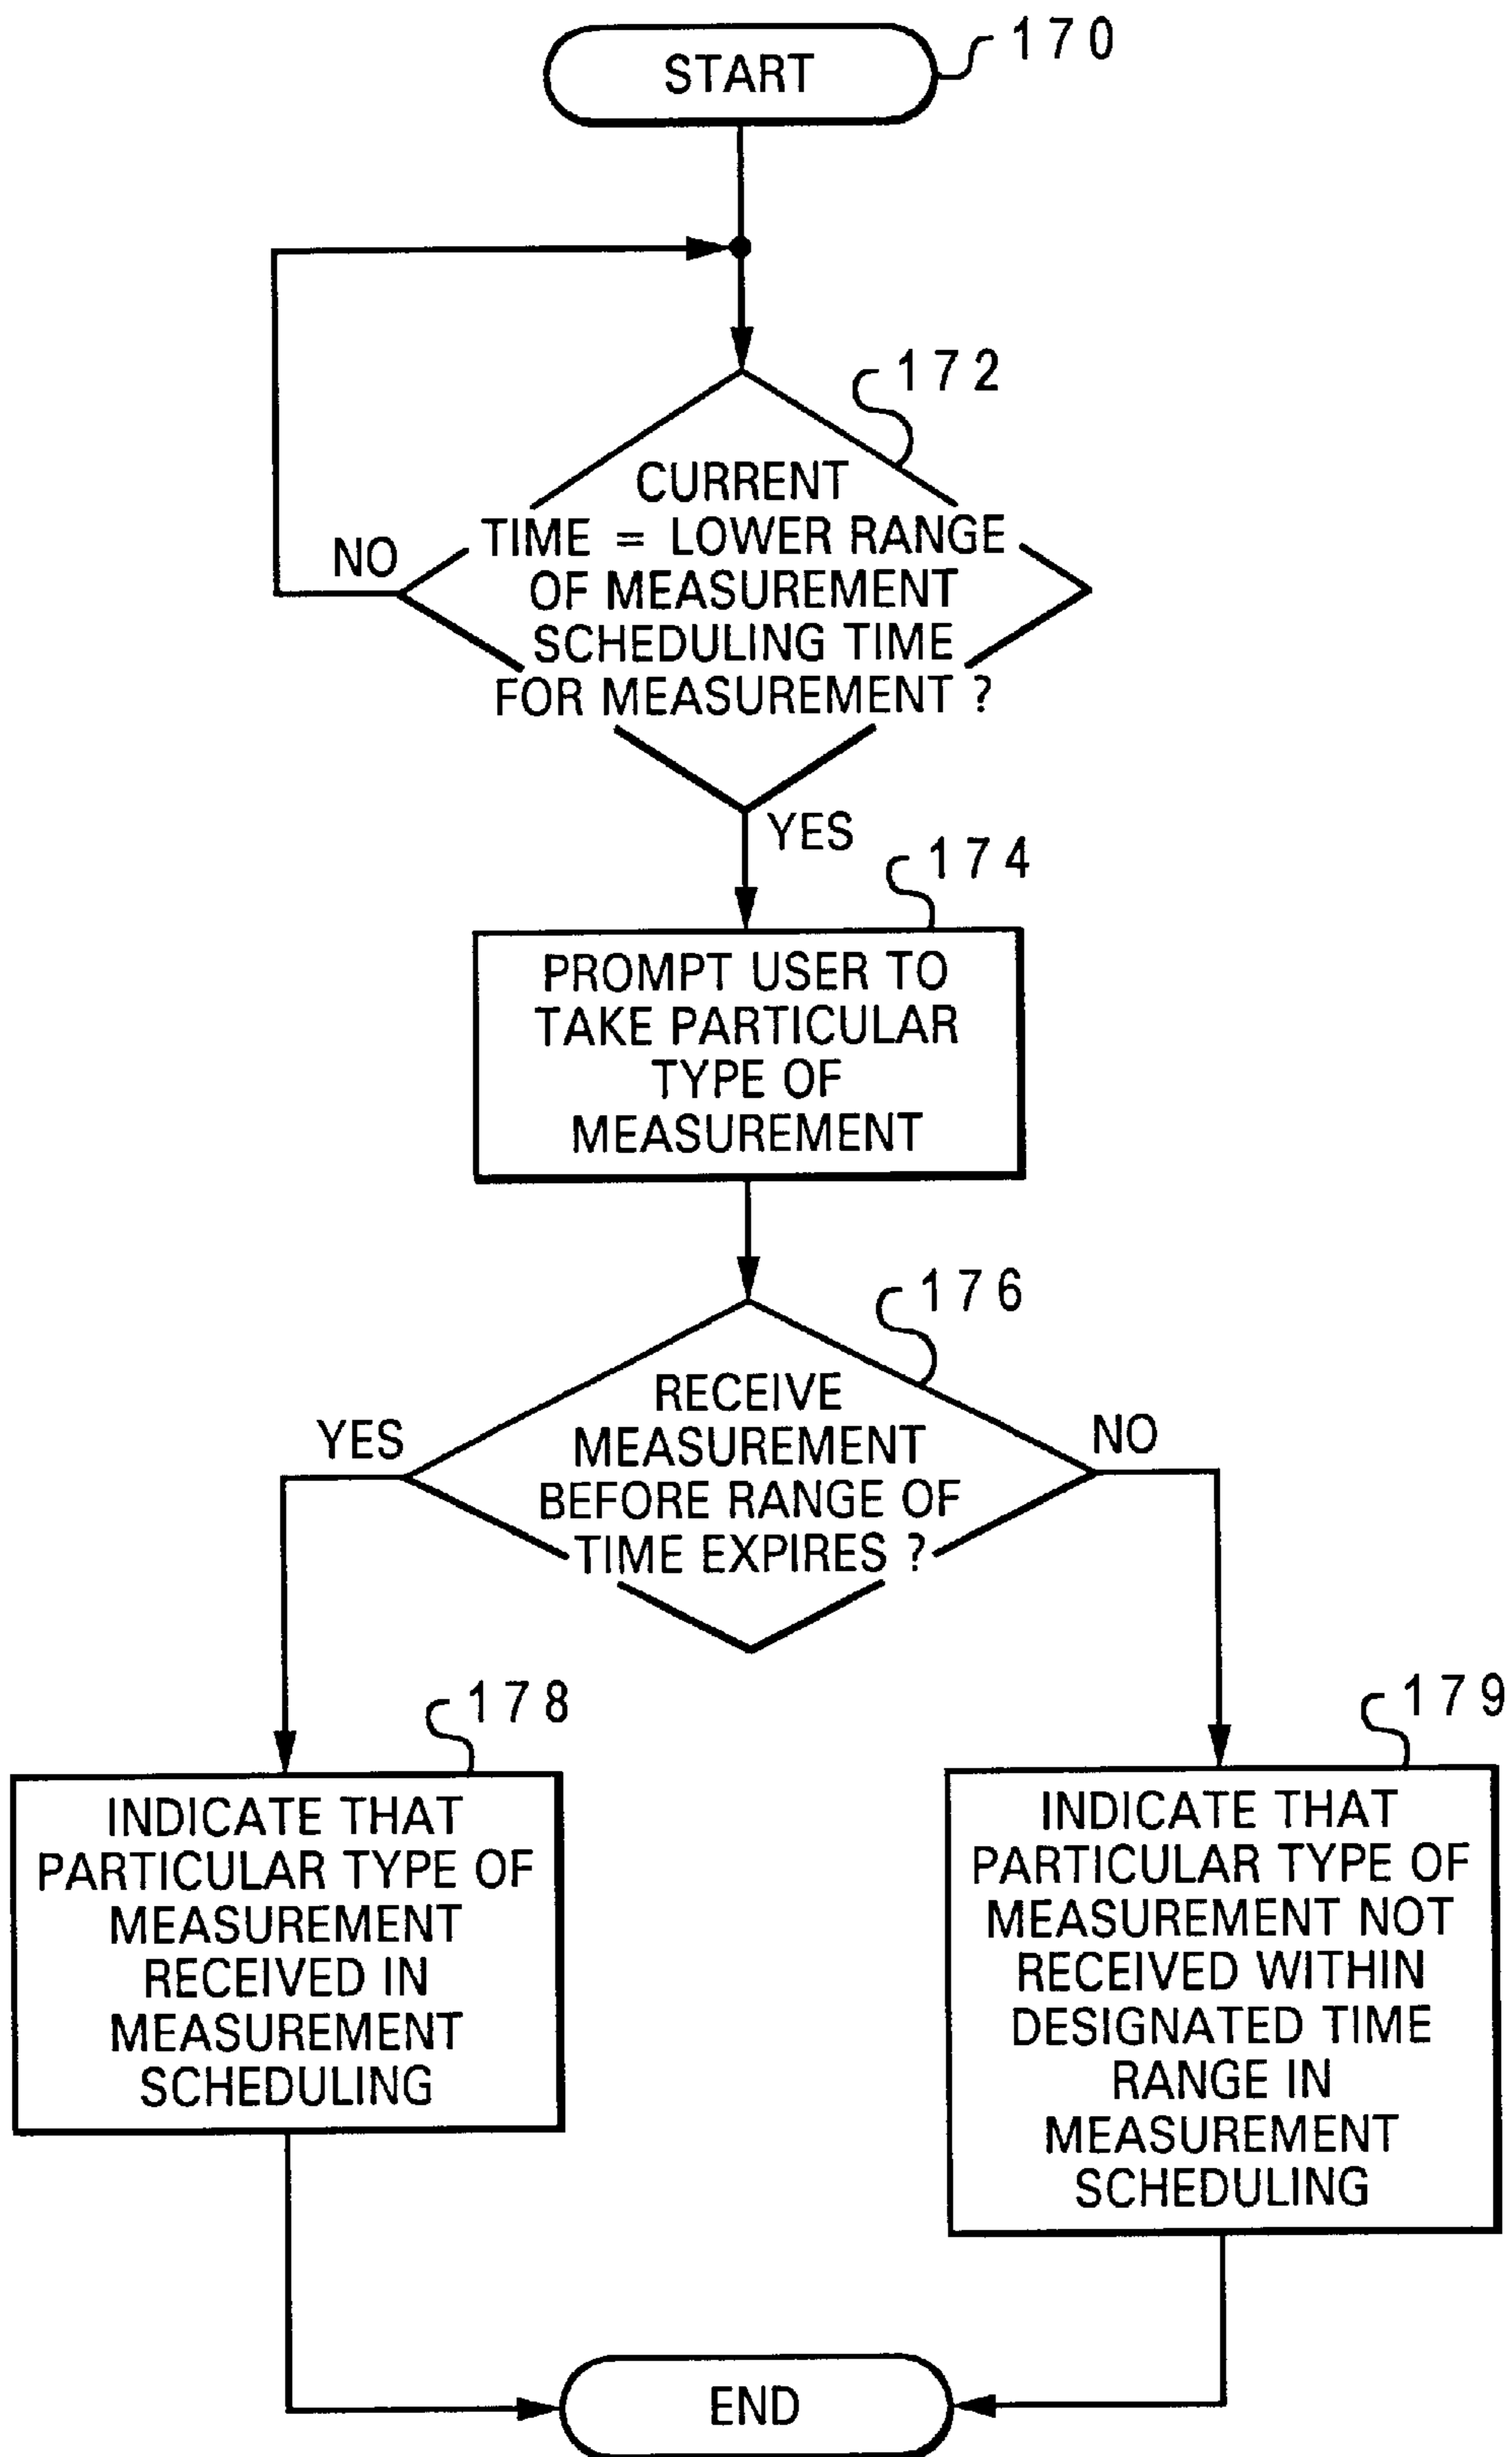 START
170
172
CURRENT
TIME = LOWER RANGE
OF MEASUREMENT
SCHEDULING TIME
FOR MEASUREMENT ?
NO
YES
174
PROMPT USER TO
TAKE PARTICULAR
TYPE OF
MEASUREMENT
176
RECEIVE
MEASUREMENT
BEFORE RANGE OF
TIME EXPIRES ?
YES
NO
178
INDICATE THAT
PARTICULAR TYPE OF
MEASUREMENT
RECEIVED IN
MEASUREMENT
SCHEDULING
179
INDICATE THAT
PARTICULAR TYPE OF
MEASUREMENT NOT
RECEIVED WITHIN
DESIGNATED TIME
RANGE IN
MEASUREMENT
SCHEDULING
END